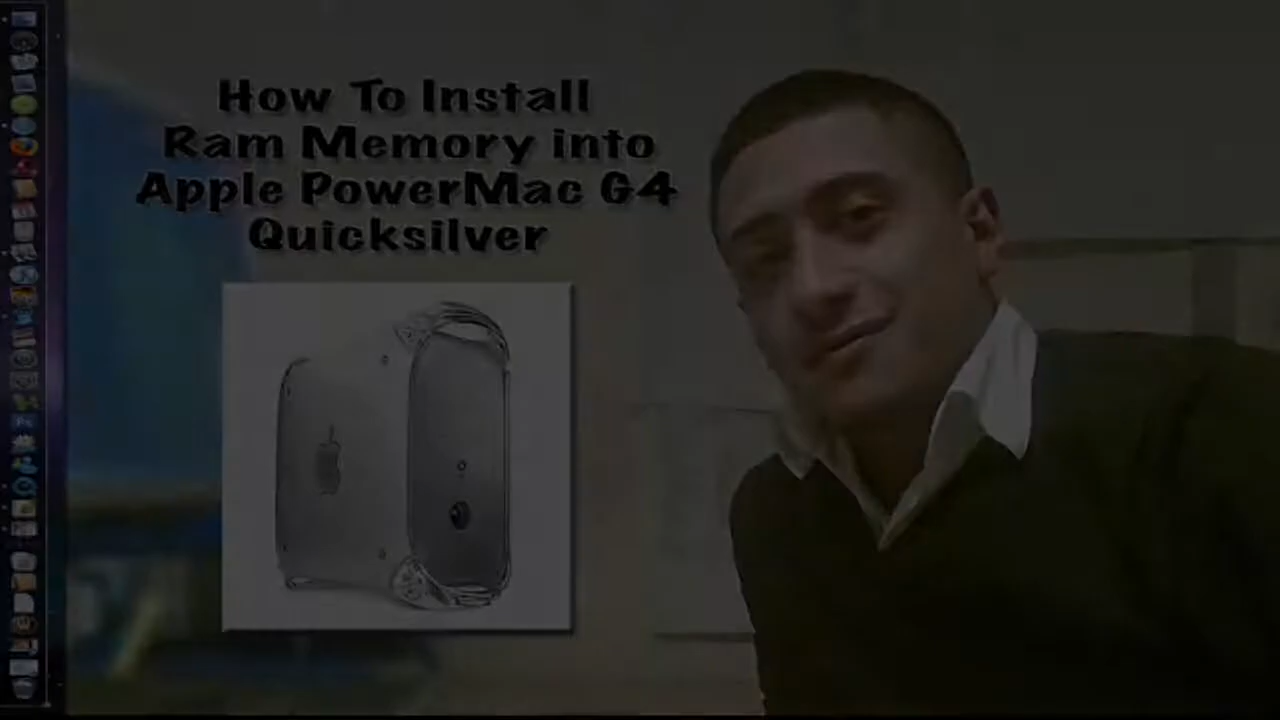 How To Install
Ram Memory into
Apple PowerMac G4
Quicksilver